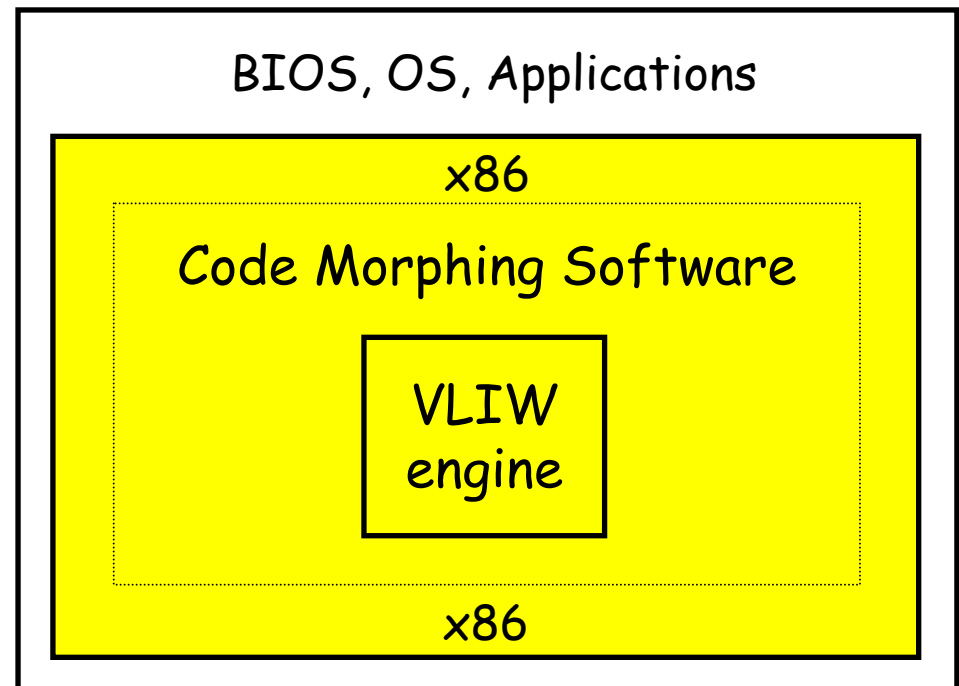 BIOS, OS, Applications
x86
Code Morphing Software
VLIW
engine
x86